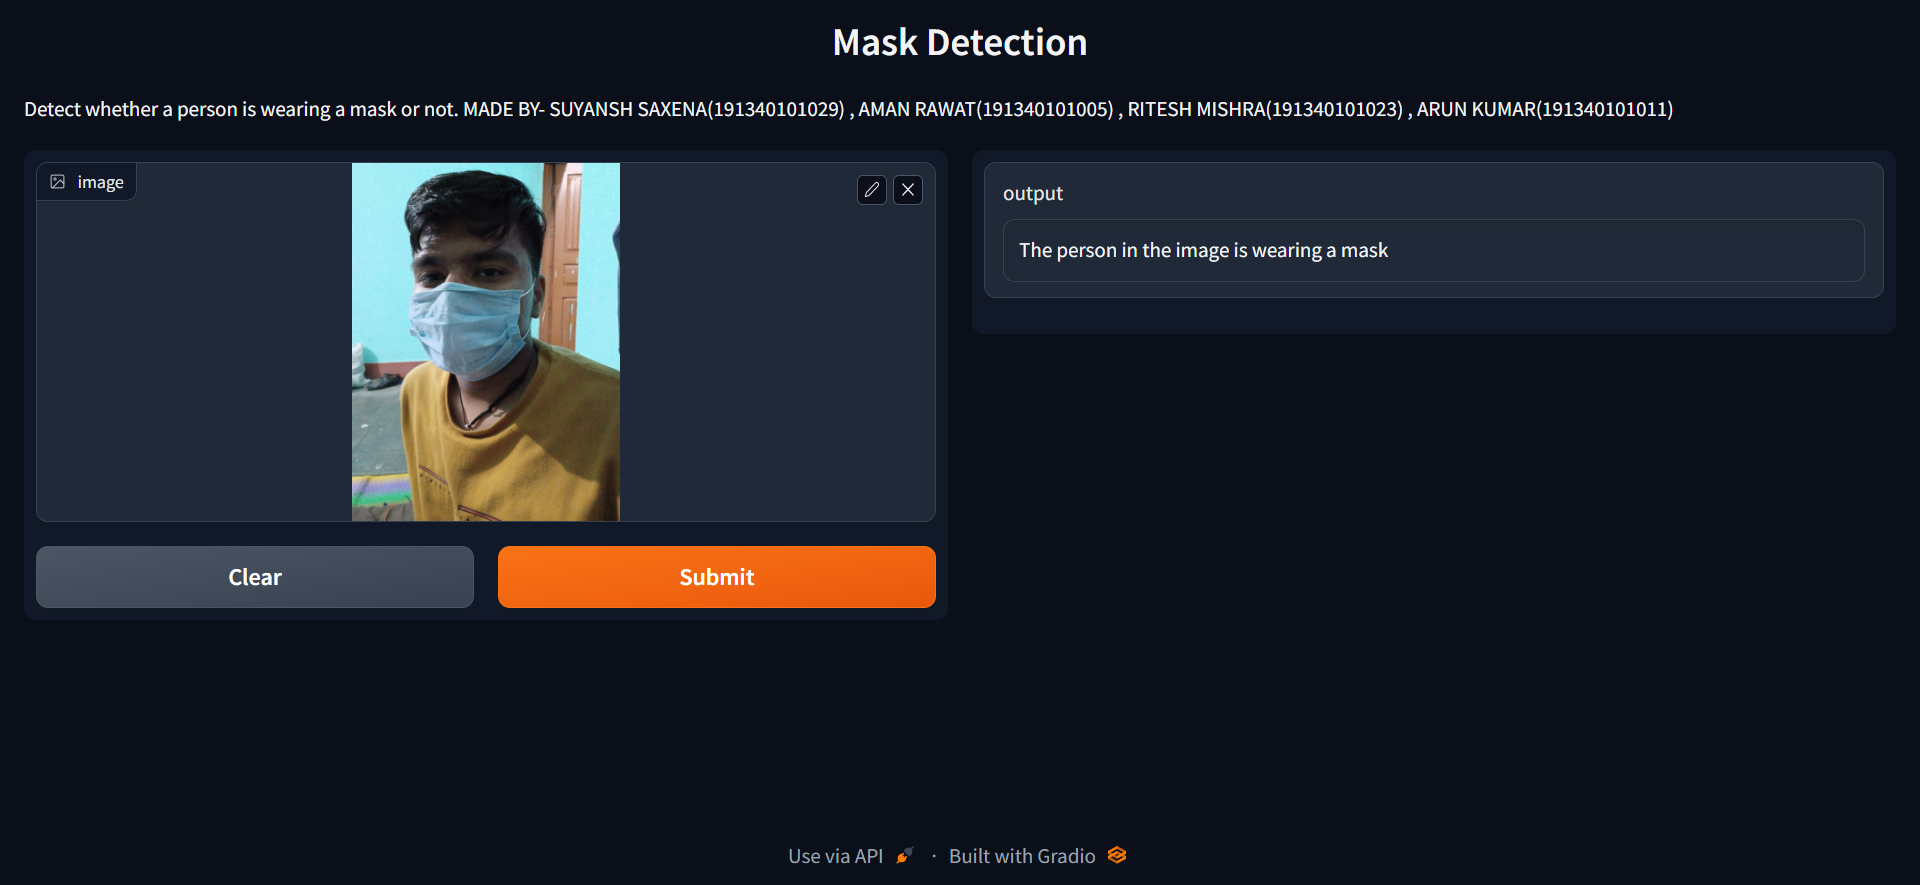 Mask Detection
Detect whether a person is wearing a mask or not. MADE BY- SUYANSH SAXENA(191340101029) , AMAN RAWAT(191340101005) , RITESH MISHRA(191340101023) , ARUN KUMAR(191340101011)
image
output
The person in the image is wearing a mask
Clear
Submit
Use via API · Built with Gradio